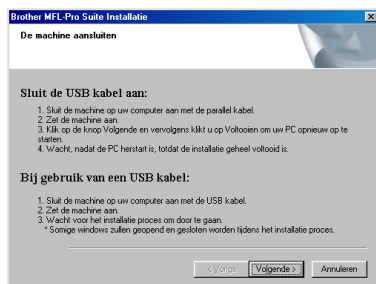 Brother MFL-Pro Suite Installatie
De machine aansluiten
Sluit de USB kabel aan:
1. Sluit de machine op uw computer aan met de parallel kabel.
2. Zet de machine aan.
3. Klik op de knop Volgende en vervolgens klikt u op Voltooien om uw PC opnieuw op te
starten.
4. Wacht, nadat de PC herstart is, totdat de installatie geheel voltooid is.
Bij gebruik van een USB kabel:
1. Sluit de machine op uw computer aan met de USB kabel.
2. Zet de machine aan.
3. Wacht voor het installatie proces om door te gaan.
* Somige windows zullen geopend en gesloten worden tijdens het installatie proces.
< Vorige Volgende > Annuleren